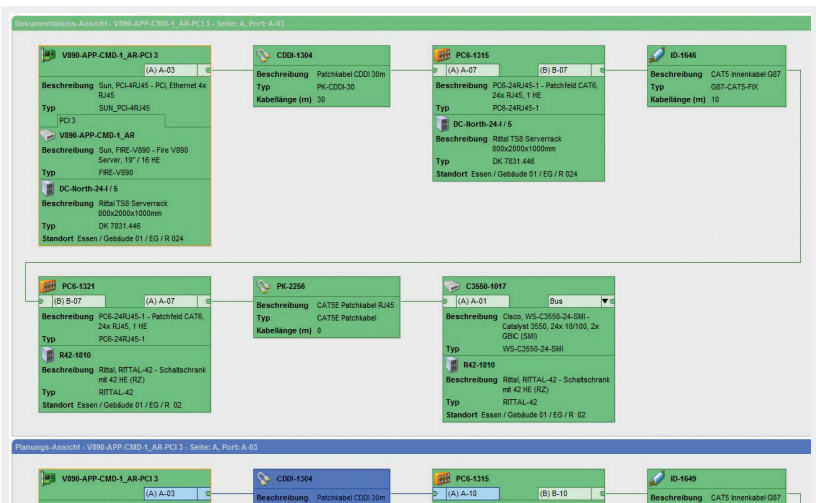 Dokumentations-Ansicht - V890-APP-CMD-1_AR-PCI 3 - Seite: A, Port: A-03
V890-APP-CMD-1_AR-PCI 3
(A) A-03
Beschreibung Sun, PCI-4RJ45 - PCI, Ethernet 4x
RJ45
Typ SUN_PCI-4RJ45
PCI 3
V890-APP-CMD-1_AR
Beschreibung Sun, FIRE-V890 - Fire V890
Server, 19" / 16 HE
Typ FIRE-V890
DC-North-24-I / 5
Beschreibung Rittal TS8 Serverrack
800x2000x1000mm
Typ DK 7831.446
Standort Essen / Gebäude 01 / EG / R 024
CDDI-1304
Beschreibung Patchkabel CDDI 30m
Typ PK-CDDI-30
Kabellänge (m) 30
PC6-1315
(A) A-07 (B) B-07
Beschreibung PC6-24RJ45-1 - Patchfeld CAT6,
24x RJ45, 1 HE
Typ PC6-24RJ45-1
DC-North-24-I / 5
Beschreibung Rittal TS8 Serverrack
800x2000x1000mm
Typ DK 7831.446
Standort Essen / Gebäude 01 / EG / R 024
ID-1646
Beschreibung CAT5 Innenkabel G87
Typ G87-CAT5-FIX
Kabellänge (m) 10
PC6-1321
(B) B-07 (A) A-07
Beschreibung PC6-24RJ45-1 - Patchfeld CAT6,
24x RJ45, 1 HE
Typ PC6-24RJ45-1
R42-1810
Beschreibung Rittal, RITTAL-42 - Schaltschrank
mit 42 HE (RZ)
Typ RITTAL-42
Standort Essen / Gebäude 01 / EG / R 02
PK-2256
Beschreibung CAT5E Patchkabel RJ45
Typ CAT5E Patchkabel
Kabellänge (m) 0
C3550-1017
(A) A-01 Bus
Beschreibung Cisco, WS-C3550-24-SMI -
Catalyst 3550, 24x 10/100, 2x
GBIC (SMI)
Typ WS-C3550-24-SMI
R42-1810
Beschreibung Rittal, RITTAL-42 - Schaltschrank
mit 42 HE (RZ)
Typ RITTAL-42
Standort Essen / Gebäude 01 / EG / R 02
Planungs-Ansicht - V890-APP-CMD-1_AR-PCI 3 - Seite: A, Port: A-03
V890-APP-CMD-1_AR-PCI 3
(A) A-03
CDDI-1304
Beschreibung Patchkabel CDDI 30m
PC6-1315
(A) A-10 (B) B-10
ID-1649
Beschreibung CAT5 Innenkabel G87